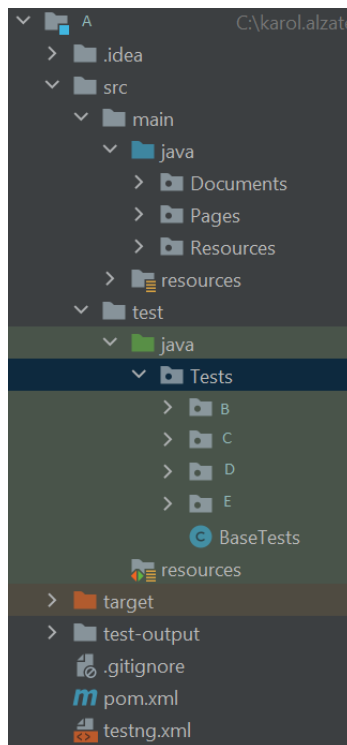 A C:\karol.alzat
.idea
src
main
java
Documents
Pages
Resources
resources
test
java
Tests
B
C
D
E
BaseTests
resources
target
test-output
.gitignore
pom.xml
testng.xml